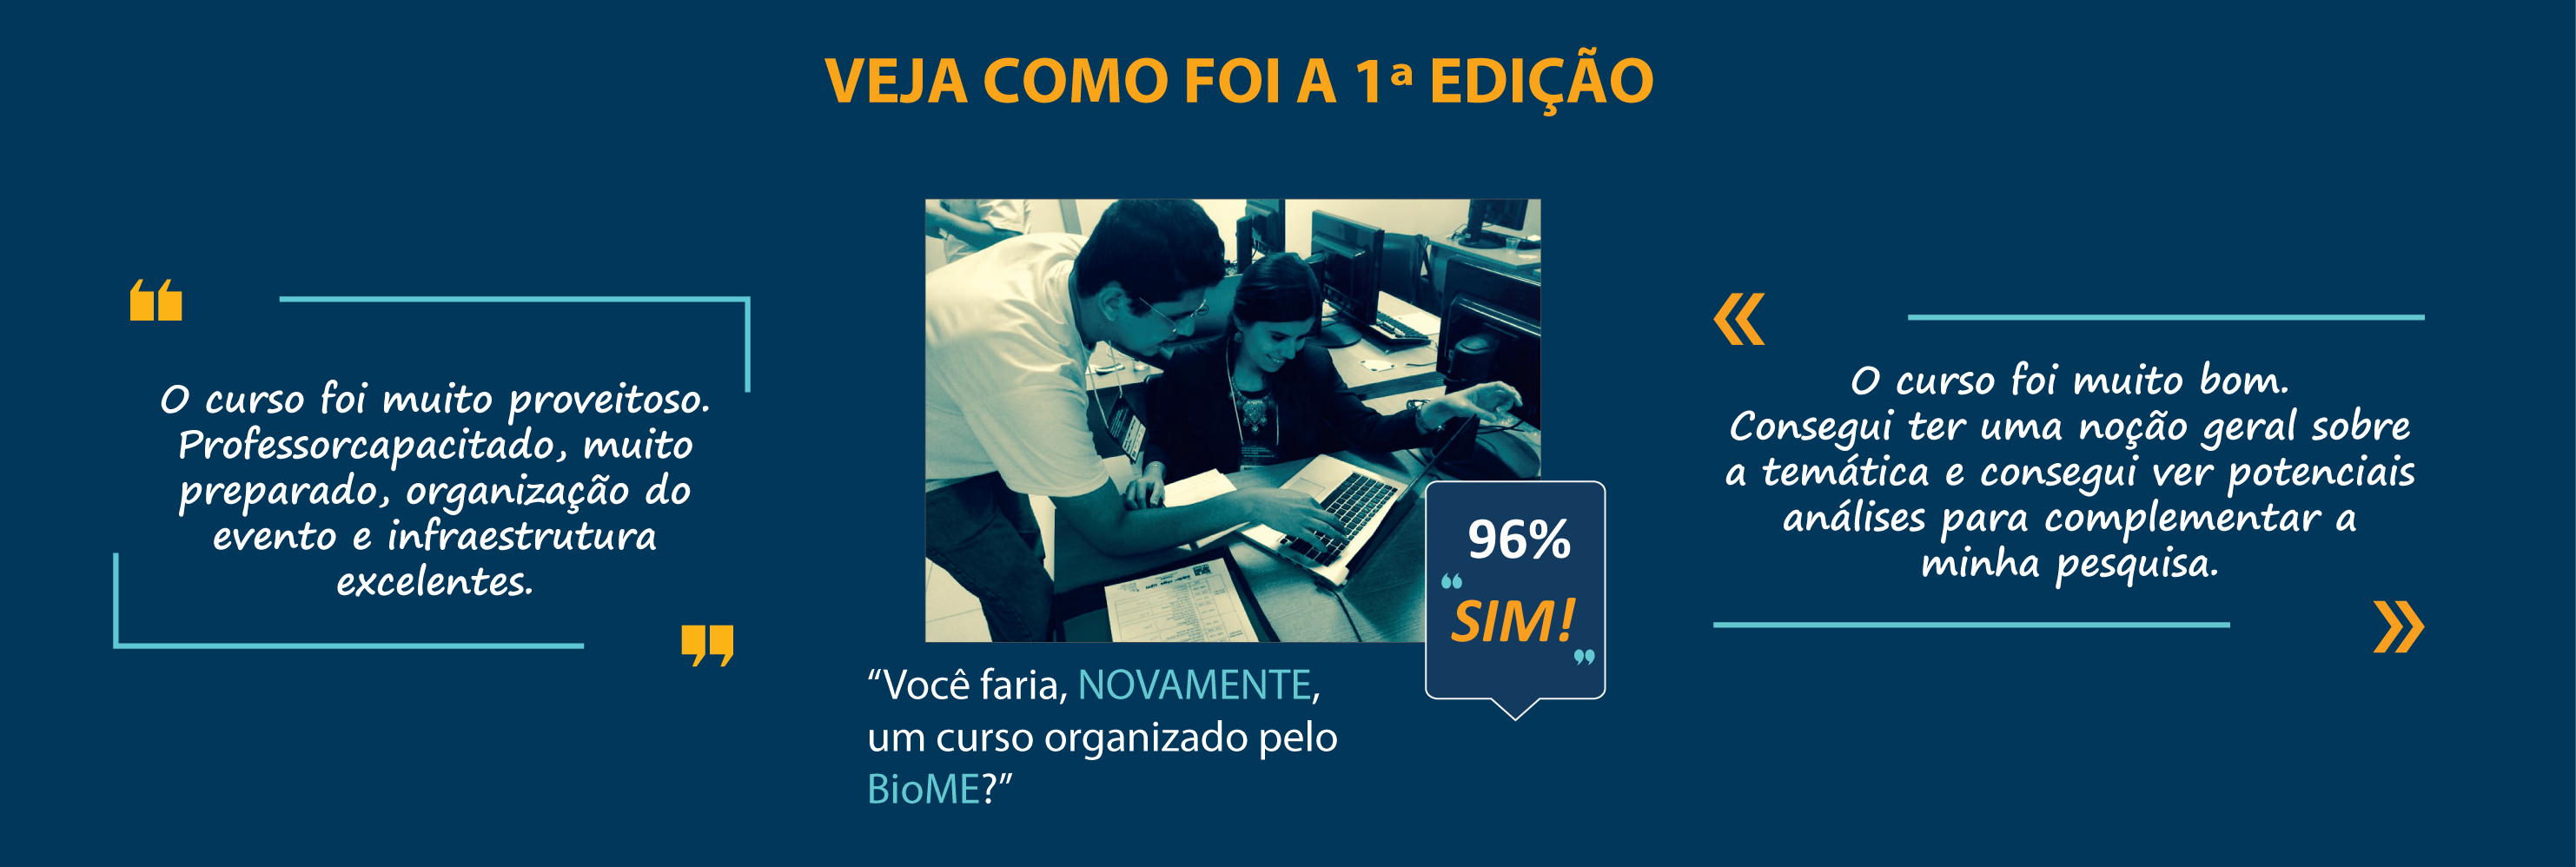 VEJA COMO FOI A 1ª EDIÇÃO
O curso foi muito proveitoso.
Professorcapacitado, muito
preparado, organização do
evento e infraestrutura
excelentes.
96%
“SIM!”
“Você faria, NOVAMENTE,
um curso organizado pelo
BioME?”
O curso foi muito bom.
Consegui ter uma noção geral sobre
a temática e consegui ver potenciais
análises para complementar a
minha pesquisa.